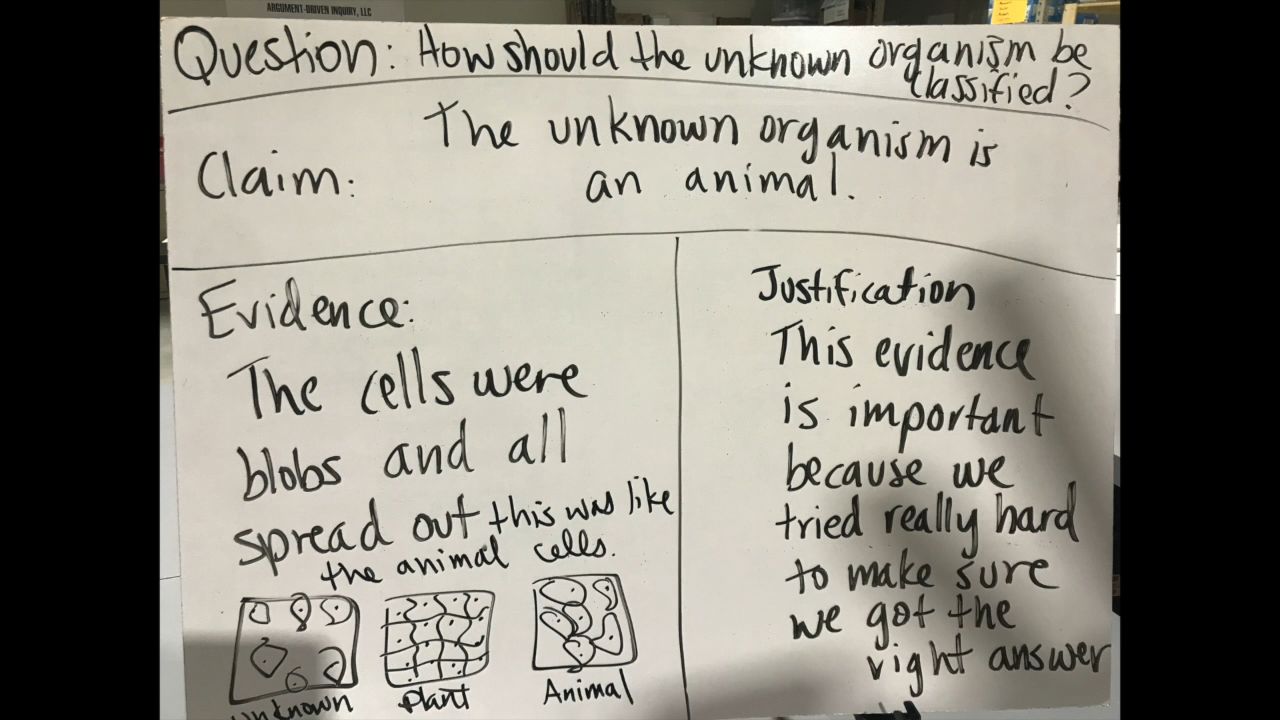 ARGUMENT-DRIVEN INQUIRY, LLC
Question: How should the unknown organism be
classified?
Claim: The unknown organism is
an animal.
Evidence:
The cells were
blobs and all
spread out this was like
the animal cells.
Unknown
Plant
Animal
Justification
This evidence
is important
because we
tried really hard
to make sure
we got the
right answer